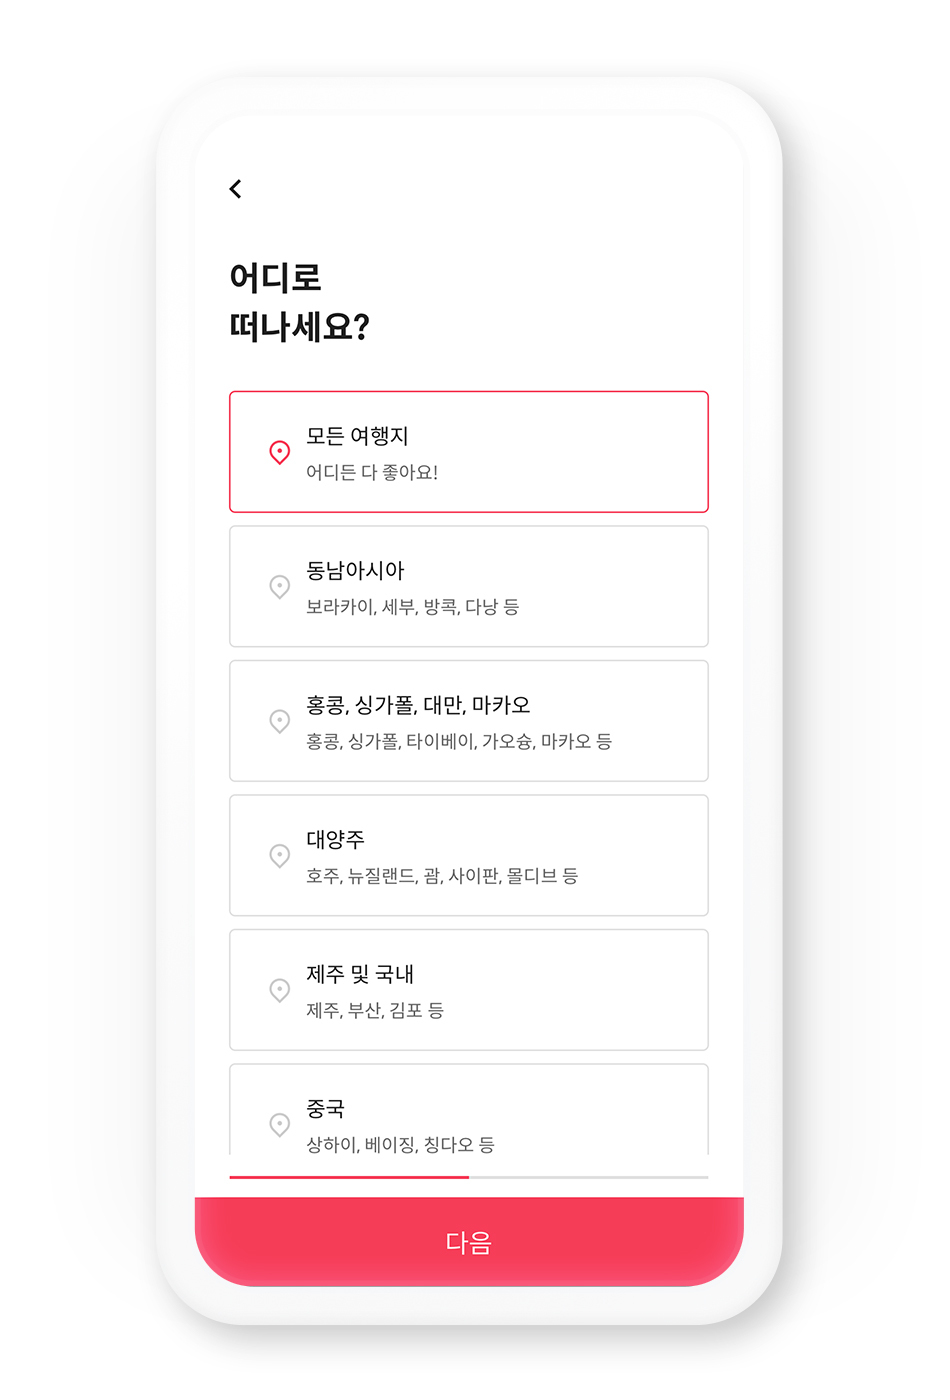 어디로
떠나세요?
모든 여행지
어디든 다 좋아요!
동남아시아
보라카이, 세부, 방콕, 다낭 등
홍콩, 싱가폴, 대만, 마카오
홍콩, 싱가폴, 타이베이, 가오슝, 마카오 등
대양주
호주, 뉴질랜드, 괌, 사이판, 몰디브 등
제주 및 국내
제주, 부산, 김포 등
중국
상하이, 베이징, 칭다오 등
다음